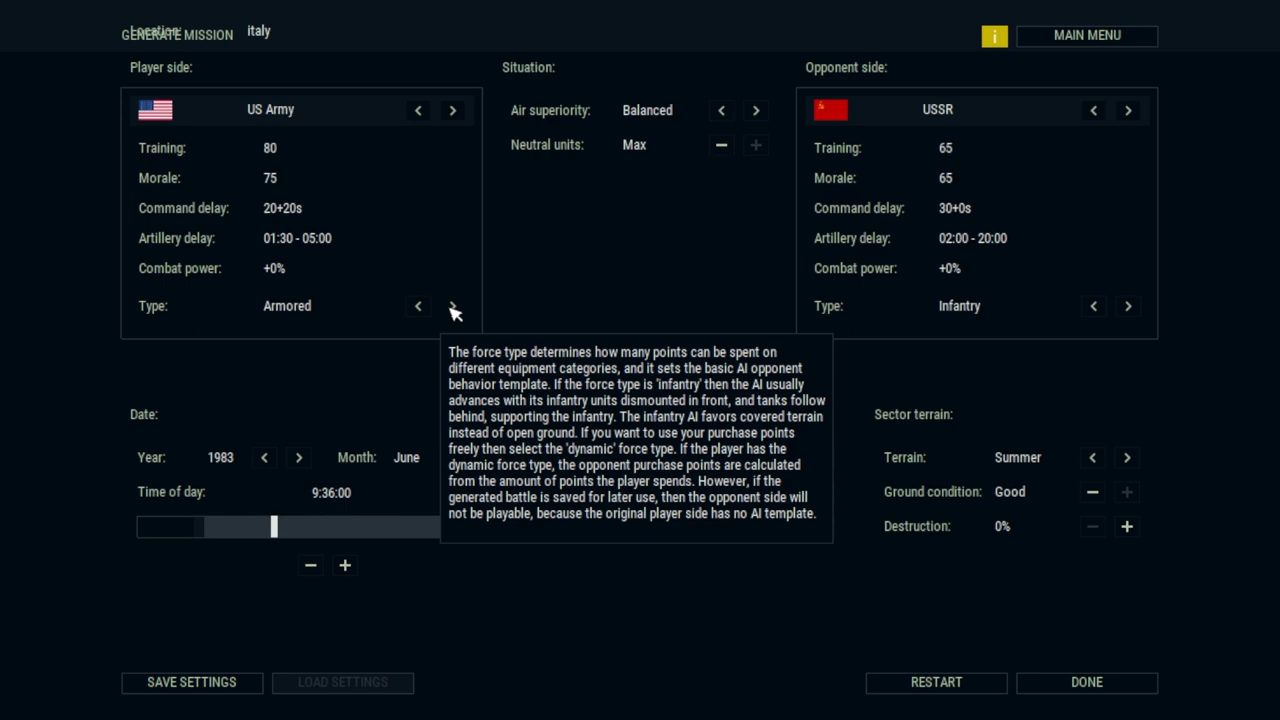 Location: italy
GENERATE MISSION
i
MAIN MENU
Player side:
Situation:
Opponent side:
US Army
Training: 80
Morale: 75
Command delay: 20+20s
Artillery delay: 01:30 - 05:00
Combat power: +0%
Type: Armored
Air superiority: Balanced
Neutral units: Max
USSR
Training: 65
Morale: 65
Command delay: 30+0s
Artillery delay: 02:00 - 20:00
Combat power: +0%
Type: Infantry
The force type determines how many points can be spent on
different equipment categories, and it sets the basic AI opponent
behavior template. If the force type is 'infantry' then the AI usually
advances with its infantry units dismounted in front, and tanks follow
behind, supporting the infantry. The infantry AI favors covered terrain
instead of open ground. If you want to use your purchase points
freely then select the 'dynamic' force type. If the player has the
dynamic force type, the opponent purchase points are calculated
from the amount of points the player spends. However, if the
generated battle is saved for later use, then the opponent side will
not be playable, because the original player side has no AI template.
Date:
Year: 1983 Month: June
Time of day: 9:36:00
Sector terrain:
Terrain: Summer
Ground condition: Good
Destruction: 0%
SAVE SETTINGS
LOAD SETTINGS
RESTART
DONE